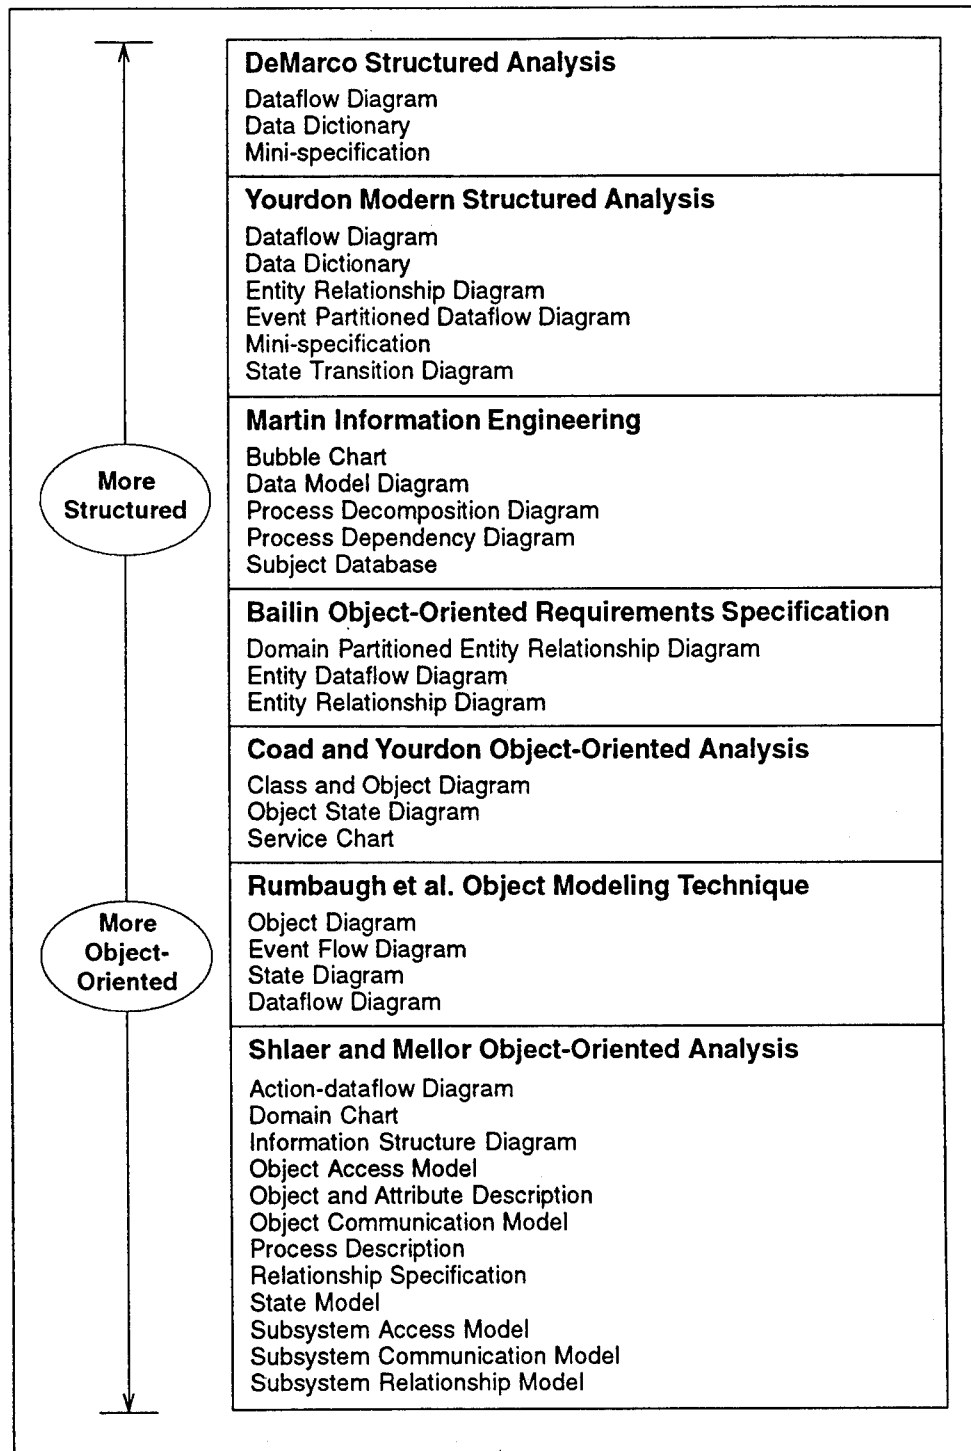 DeMarco Structured Analysis
Dataflow Diagram
Data Dictionary
Mini-specification
Yourdon Modern Structured Analysis
Dataflow Diagram
Data Dictionary
Entity Relationship Diagram
Event Partitioned Dataflow Diagram
Mini-specification
State Transition Diagram
More
Structured
Martin Information Engineering
Bubble Chart
Data Model Diagram
Process Decomposition Diagram
Process Dependency Diagram
Subject Database
Bailin Object-Oriented Requirements Specification
Domain Partitioned Entity Relationship Diagram
Entity Dataflow Diagram
Entity Relationship Diagram
Coad and Yourdon Object-Oriented Analysis
Class and Object Diagram
Object State Diagram
Service Chart
More
Object-
Oriented
Rumbaugh et al. Object Modeling Technique
Object Diagram
Event Flow Diagram
State Diagram
Dataflow Diagram
Shlaer and Mellor Object-Oriented Analysis
Action-dataflow Diagram
Domain Chart
Information Structure Diagram
Object Access Model
Object and Attribute Description
Object Communication Model
Process Description
Relationship Specification
State Model
Subsystem Access Model
Subsystem Communication Model
Subsystem Relationship Model